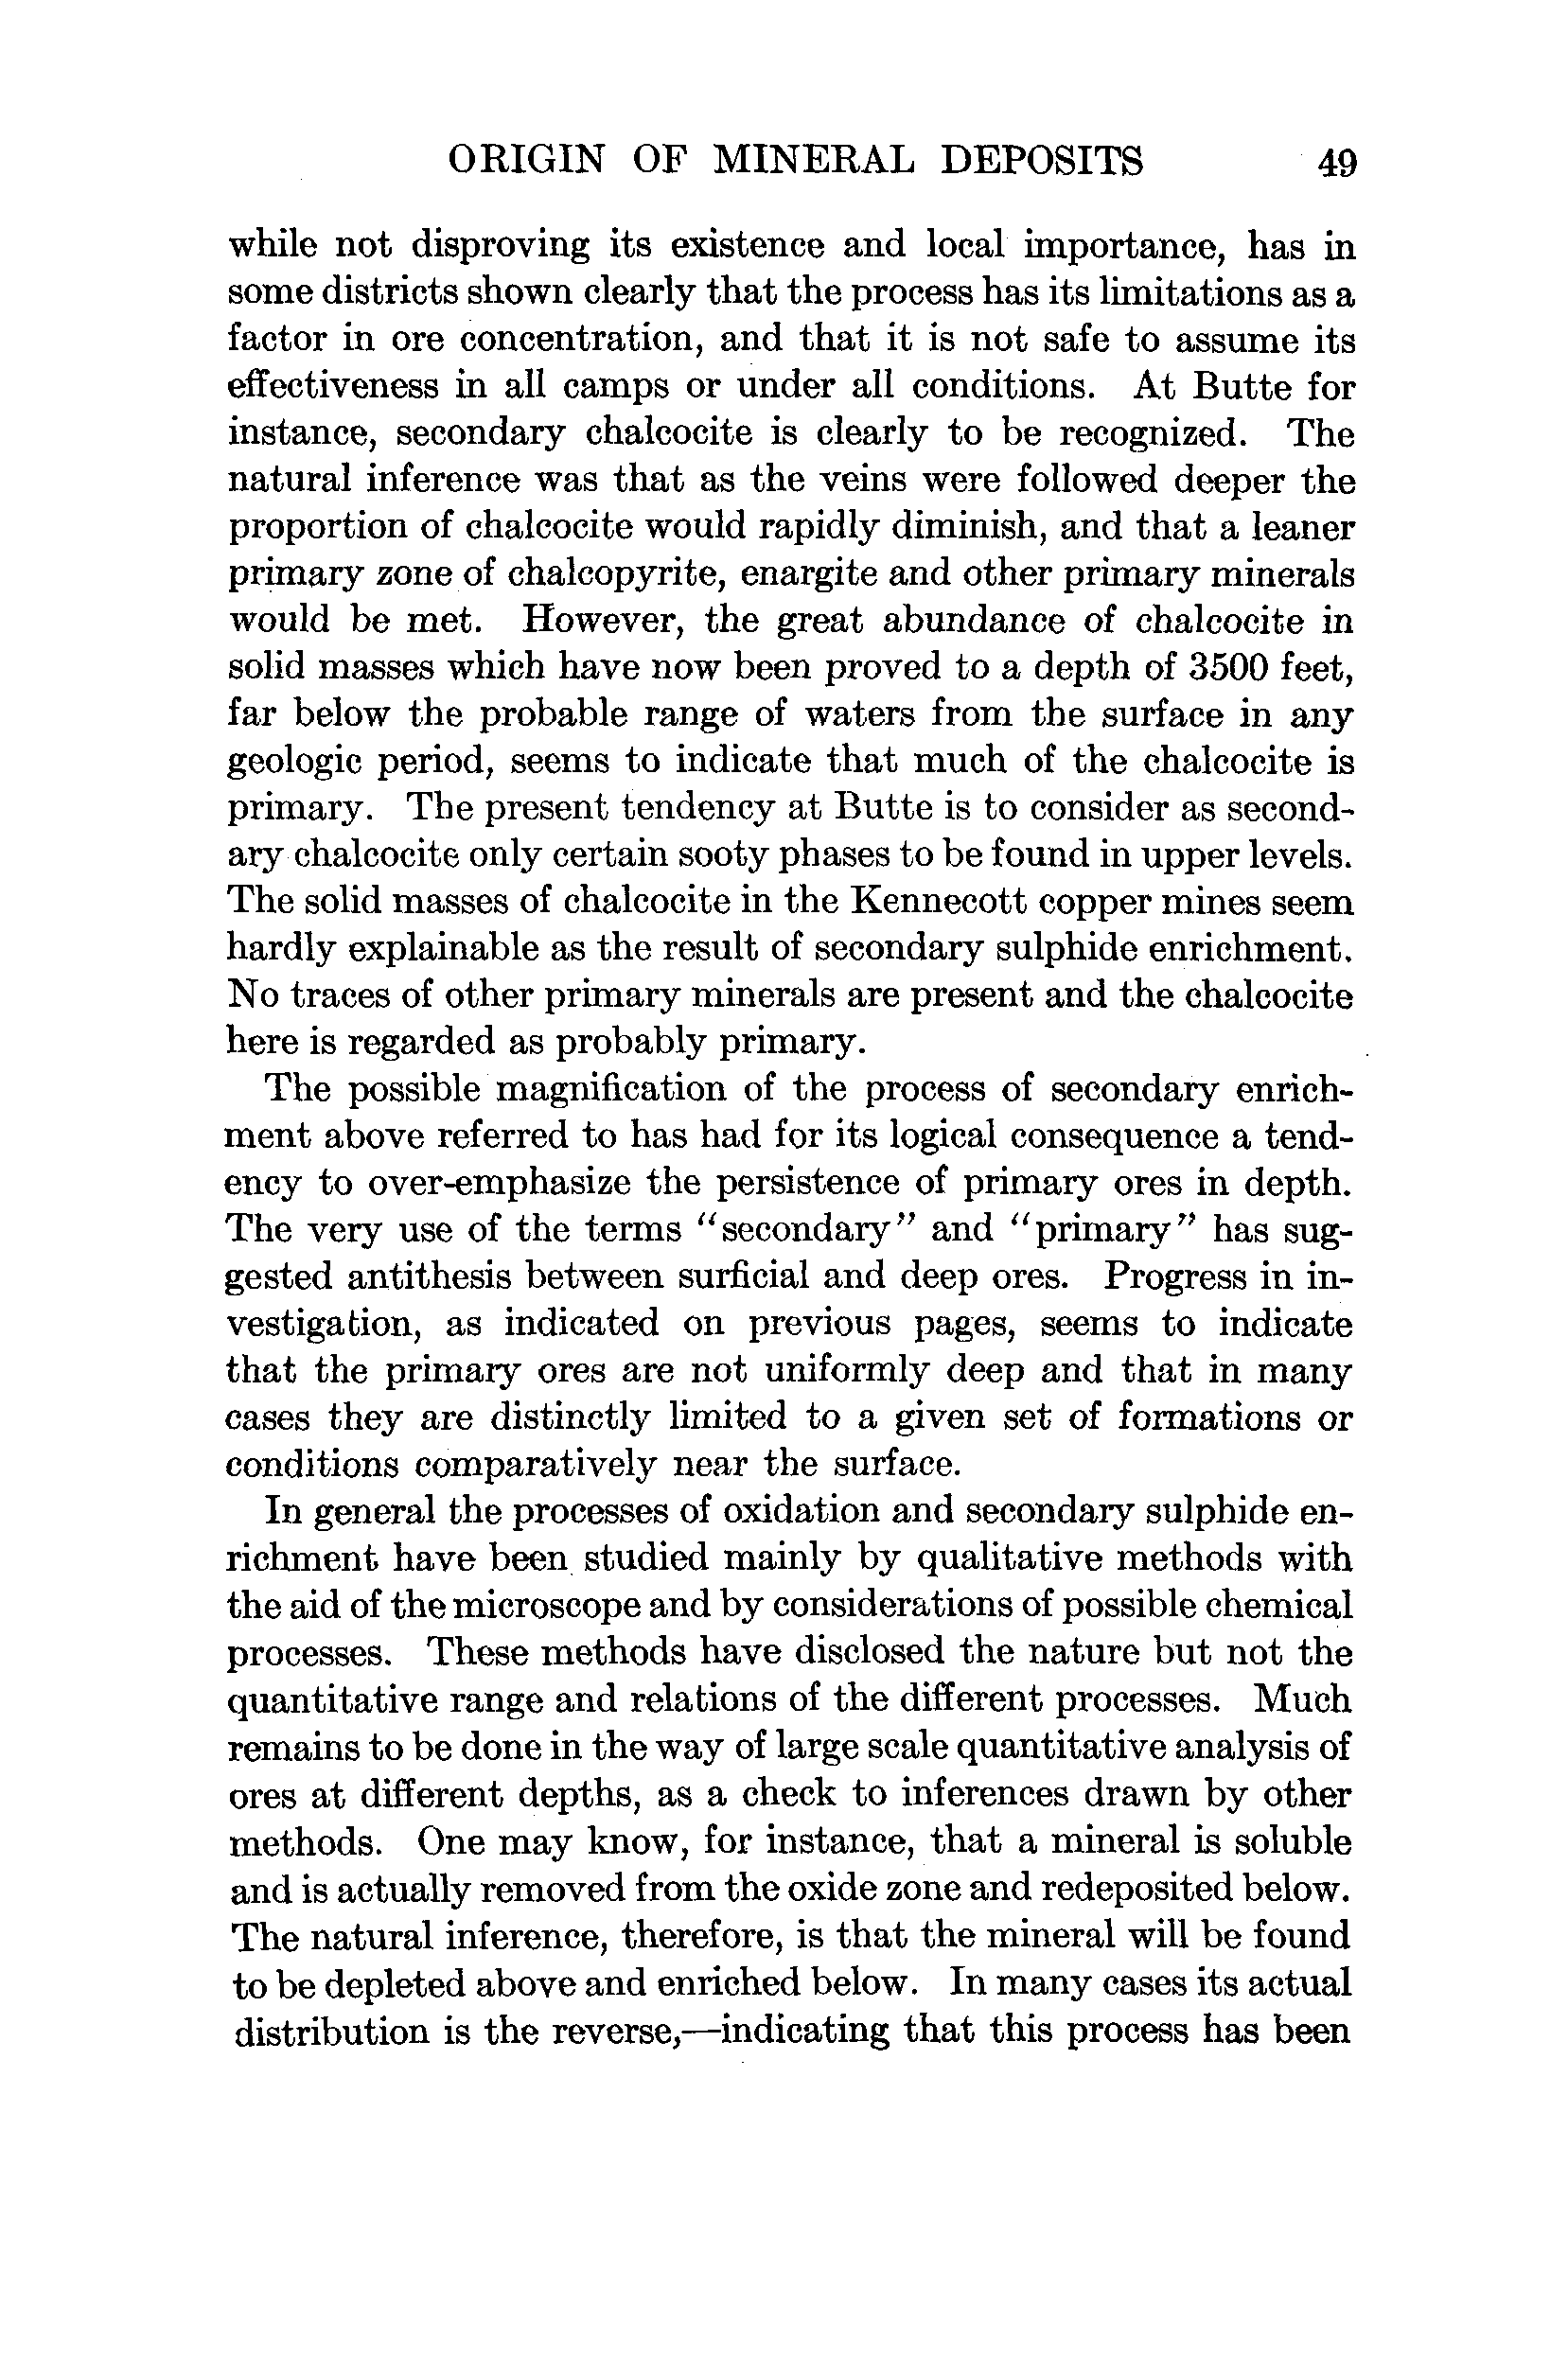 ORIGIN OF MINERAL DEPOSITS 49
while not disproving its existence and local importance, has in
some districts shown clearly that the process has its limitations as a
factor in ore concentration, and that it is not safe to assume its
effectiveness in all camps or under all conditions. At Butte for
instance, secondary chalcocite is clearly to be recognized. The
natural inference was that as the veins were followed deeper the
proportion of chalcocite would rapidly diminish, and that a leaner
primary zone of chalcopyrite, enargite and other primary minerals
would be met. However, the great abundance of chalcocite in
solid masses which have now been proved to a depth of 3500 feet,
far below the probable range of waters from the surface in any
geologic period, seems to indicate that much of the chalcocite is
primary. The present tendency at Butte is to consider as second-
ary chalcocite only certain sooty phases to be found in upper levels.
The solid masses of chalcocite in the Kennecott copper mines seem
hardly explainable as the result of secondary sulphide enrichment.
No traces of other primary minerals are present and the chalcocite
here is regarded as probably primary.
The possible magnification of the process of secondary enrich-
ment above referred to has had for its logical consequence a tend-
ency to over-emphasize the persistence of primary ores in depth.
The very use of the terms "secondary" and "primary" has sug-
gested antithesis between surficial and deep ores. Progress in in-
vestigation, as indicated on previous pages, seems to indicate
that the primary ores are not uniformly deep and that in many
cases they are distinctly limited to a given set of formations or
conditions comparatively near the surface.
In general the processes of oxidation and secondary sulphide en-
richment have been studied mainly by qualitative methods with
the aid of the microscope and by considerations of possible chemical
processes. These methods have disclosed the nature but not the
quantitative range and relations of the different processes. Much
remains to be done in the way of large scale quantitative analysis of
ores at different depths, as a check to inferences drawn by other
methods. One may know, for instance, that a mineral is soluble
and is actually removed from the oxide zone and redeposited below.
The natural inference, therefore, is that the mineral will be found
to be depleted above and enriched below. In many cases its actual
distribution is the reverse,—indicating that this process has been